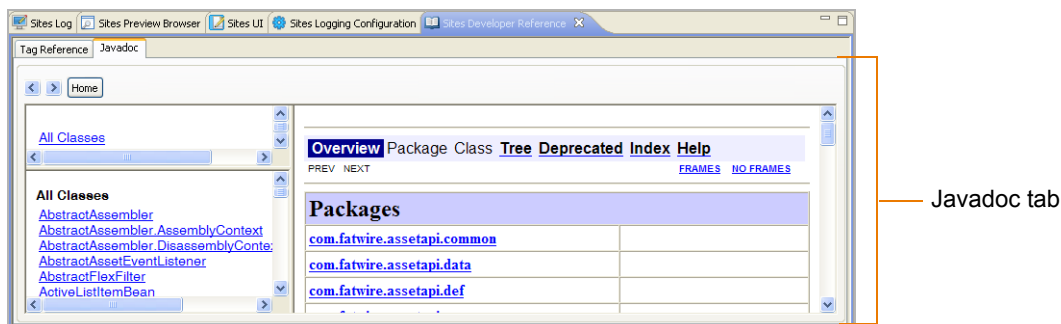 Sites Log Sites Preview Browser Sites UI Sites Logging Configuration Sites Developer Reference
Tag Reference Javadoc
Home
All Classes
All Classes
AbstractAssembler
AbstractAssembler.AssemblyContext
AbstractAssembler.DisassemblyConte
AbstractAssetEventListener
AbstractFlexFilter
ActiveListItemBean
Overview Package Class Tree Deprecated Index Help
PREV NEXT FRAMES NO FRAMES
Packages
com.fatwire.assetapi.common
com.fatwire.assetapi.data
com.fatwire.assetapi.def
Javadoc tab